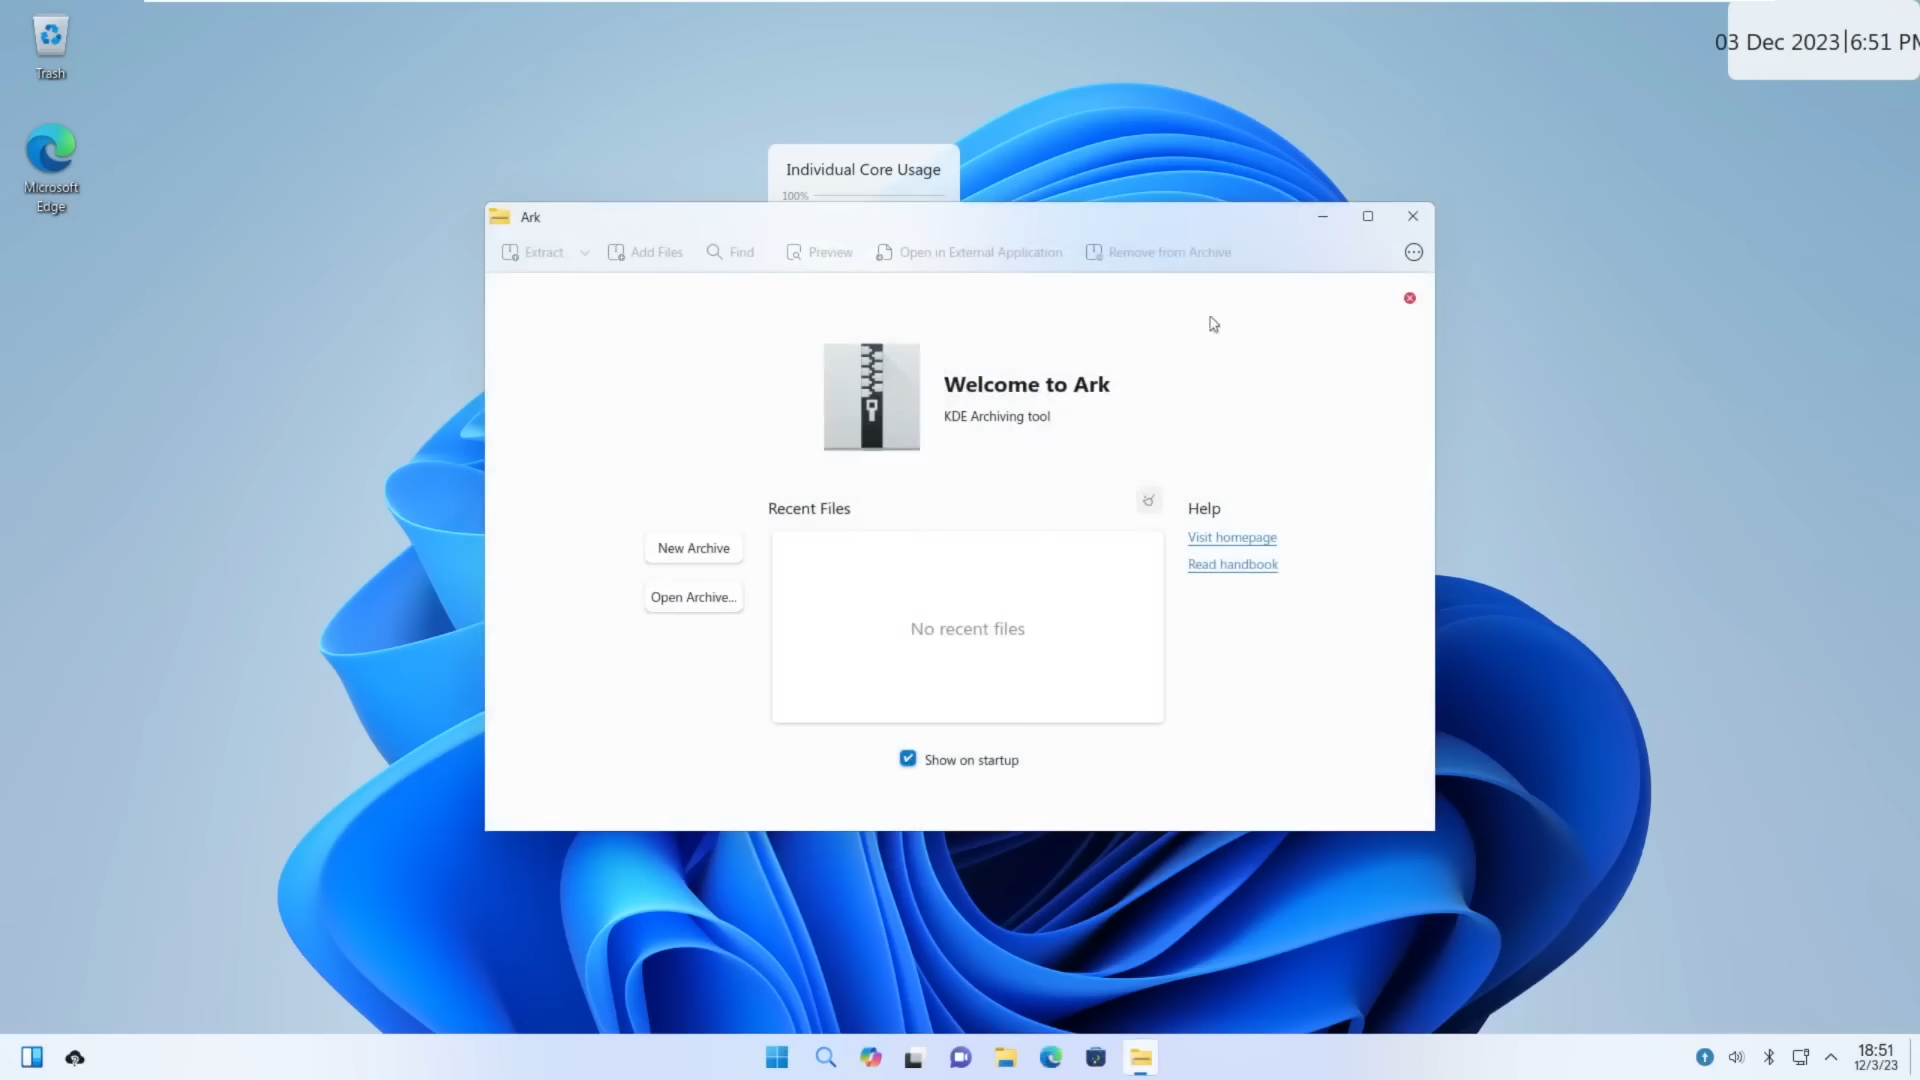 Trash
Microsoft
Edge
03 Dec 2023|6:51 PM
Individual Core Usage
100%
Ark
Extract
Add Files
Find
Preview
Open in External Application
Remove from Archive
Welcome to Ark
KDE Archiving tool
Recent Files
Help
Visit homepage
Read handbook
New Archive
Open Archive...
No recent files
Show on startup
18:51
12/3/23